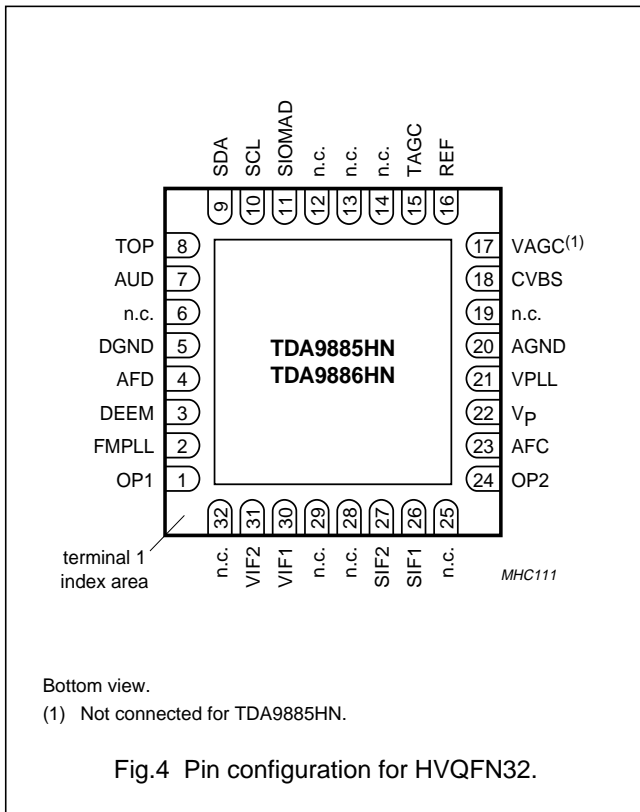 SDA
SCL
SIOMAD
n.c.
n.c.
n.c.
TAGC
REF
9
10
11
12
13
14
15
16
TOP 8
AUD 7
n.c. 6
DGND 5
AFD 4
DEEM 3
FMPLL 2
OP1 1
TDA9885HN
TDA9886HN
17 VAGC(1)
18 CVBS
19 n.c.
20 AGND
21 VPLL
22 VP
23 AFC
24 OP2
32
31
30
29
28
27
26
25
n.c.
VIF2
VIF1
n.c.
n.c.
SIF2
SIF1
n.c.
terminal 1
index area
MHC111
Bottom view.
(1) Not connected for TDA9885HN.
Fig.4 Pin configuration for HVQFN32.